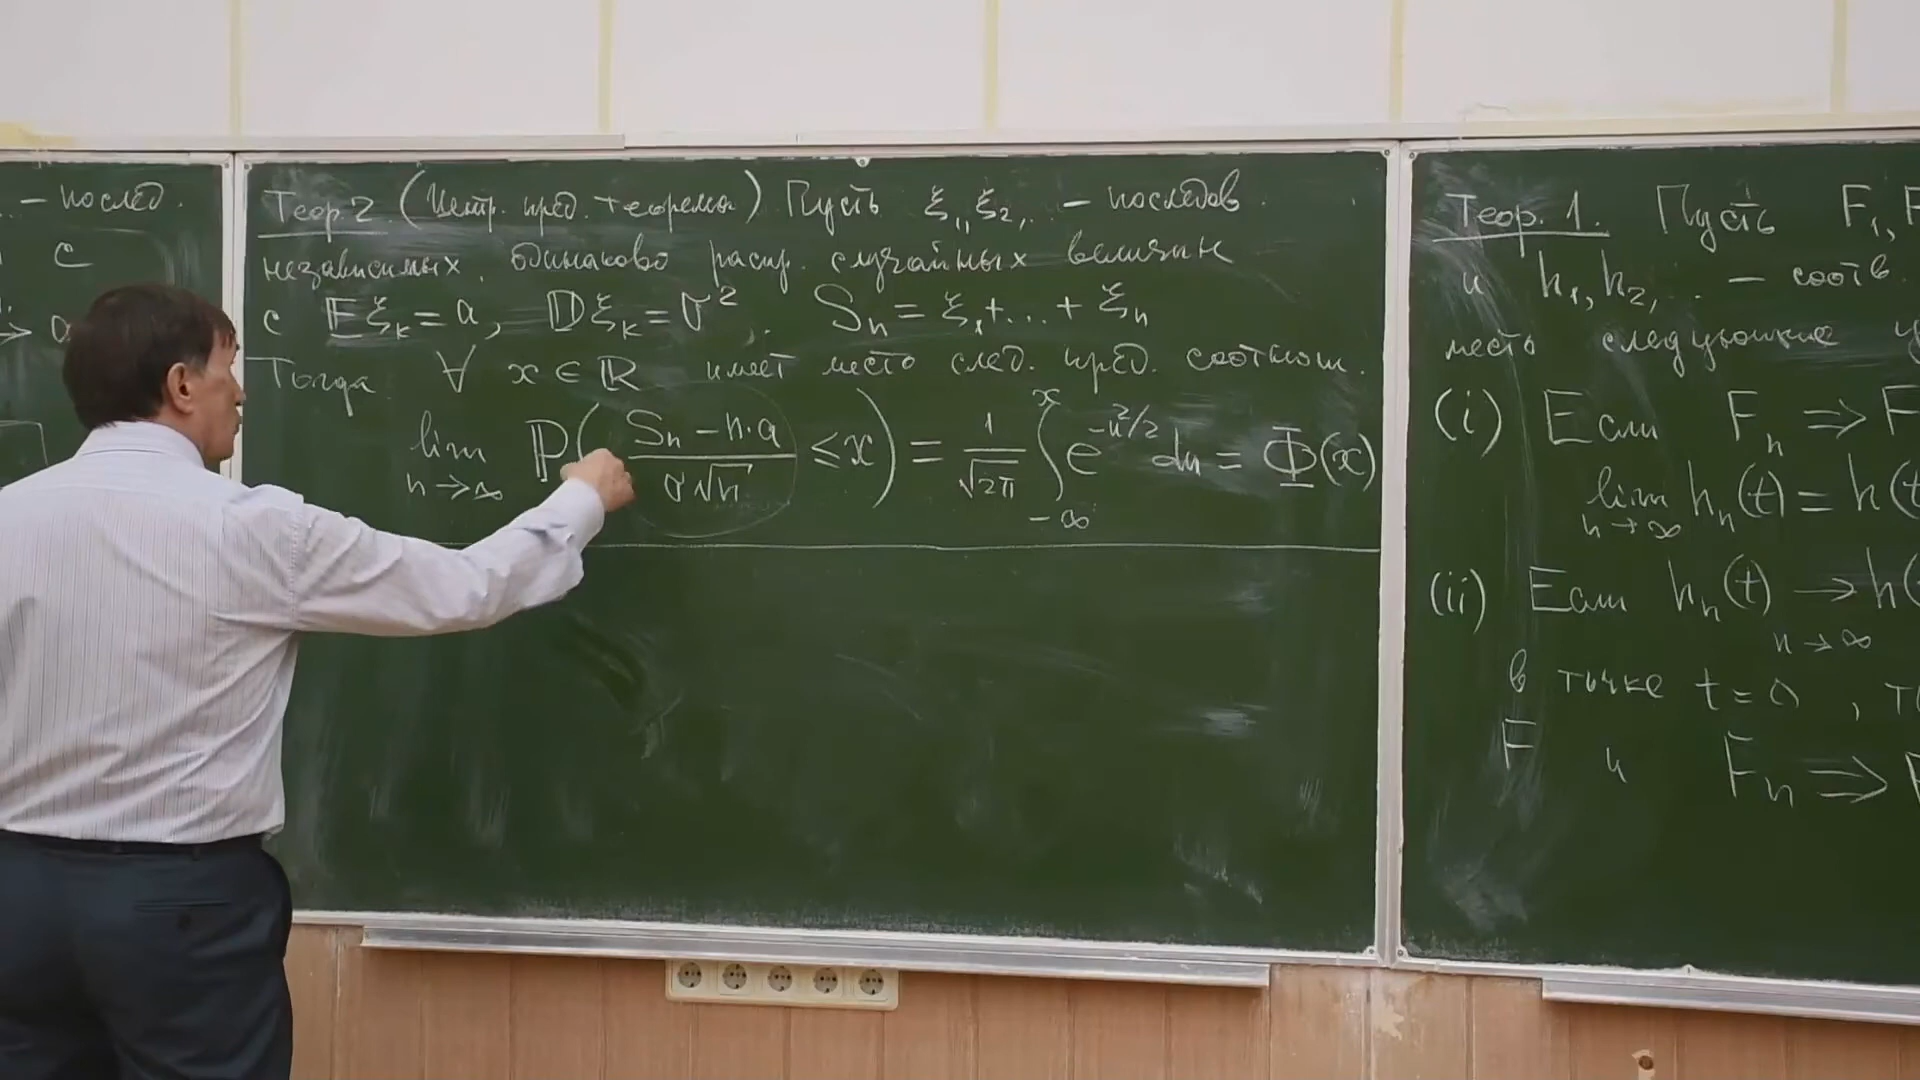 – послед.
с
Теор. 2 (Центр. пред. теорема) Пусть ξ₁, ξ₂, ... – последов.
независимых, одинаково распр. случайных величин
с 𝔼ξₖ = a, 𝔻ξₖ = σ², Sₙ = ξ₁ + ... + ξₙ
Тогда ∀ x ∈ ℝ имеет место след. пред. соотнош.
lim n→∞ ℙ( (Sₙ – n·a) / (σ√n) ≤ x ) = 1/√2π ∫ -∞ x e^(-u²/2) du = Φ(x)
Теор. 1. Пусть F₁, F
и h₁, h₂, ... – соотв.
место следующие у
(i) Если Fₙ ⇒ F
lim n→∞ hₙ(t) = h(t
(ii) Если hₙ(t) → h(
n→∞
в точке t = 0, то
F и Fₙ ⇒ F